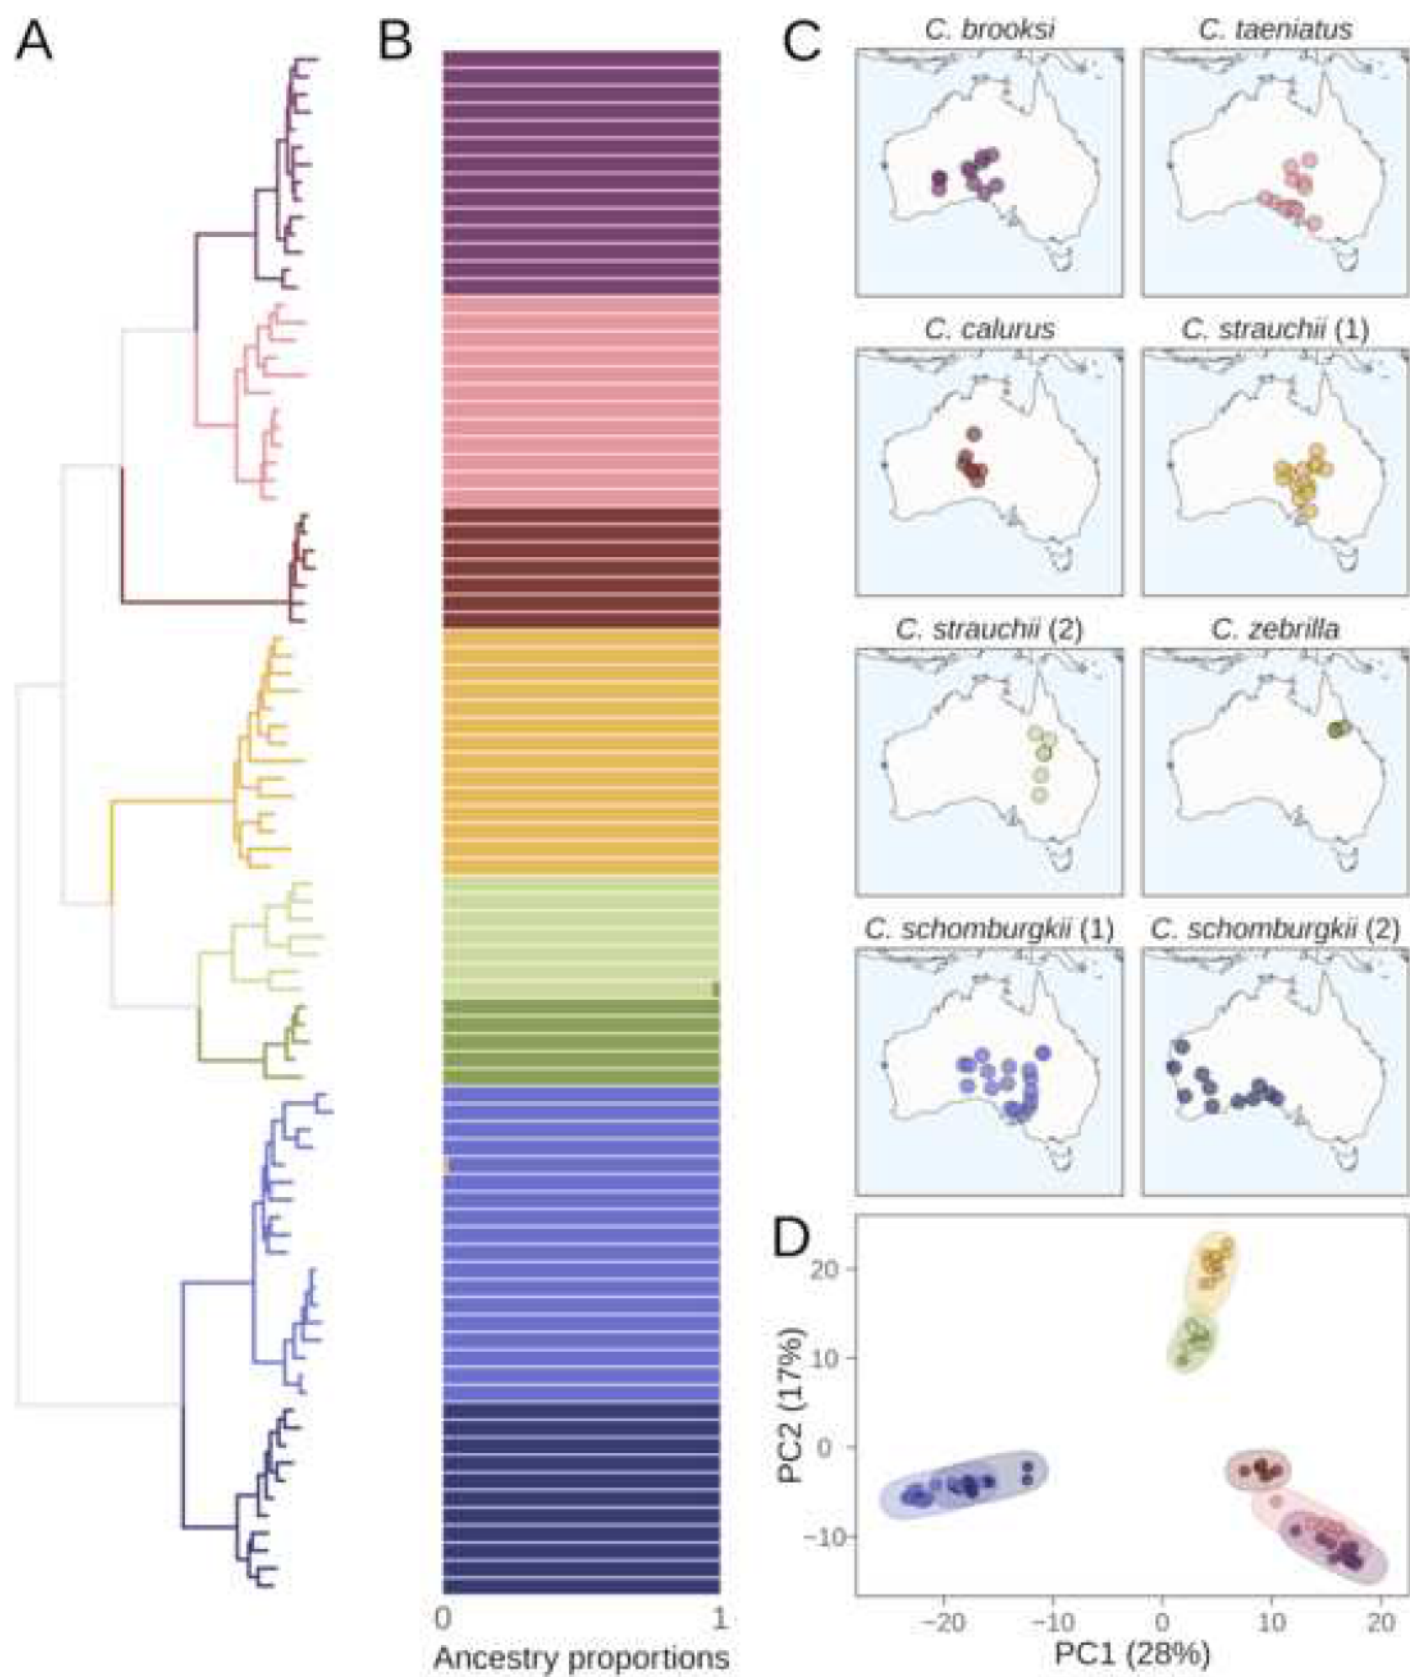 A
B
C
C. brooksi
C. taeniatus
C. calurus
C. strauchii (1)
C. strauchii (2)
C. zebrilla
C. schomburgkii (1)
C. schomburgkii (2)
D
20
10
0
−10
PC2 (17%)
−20
−10
0
10
20
PC1 (28%)
0
1
Ancestry proportions